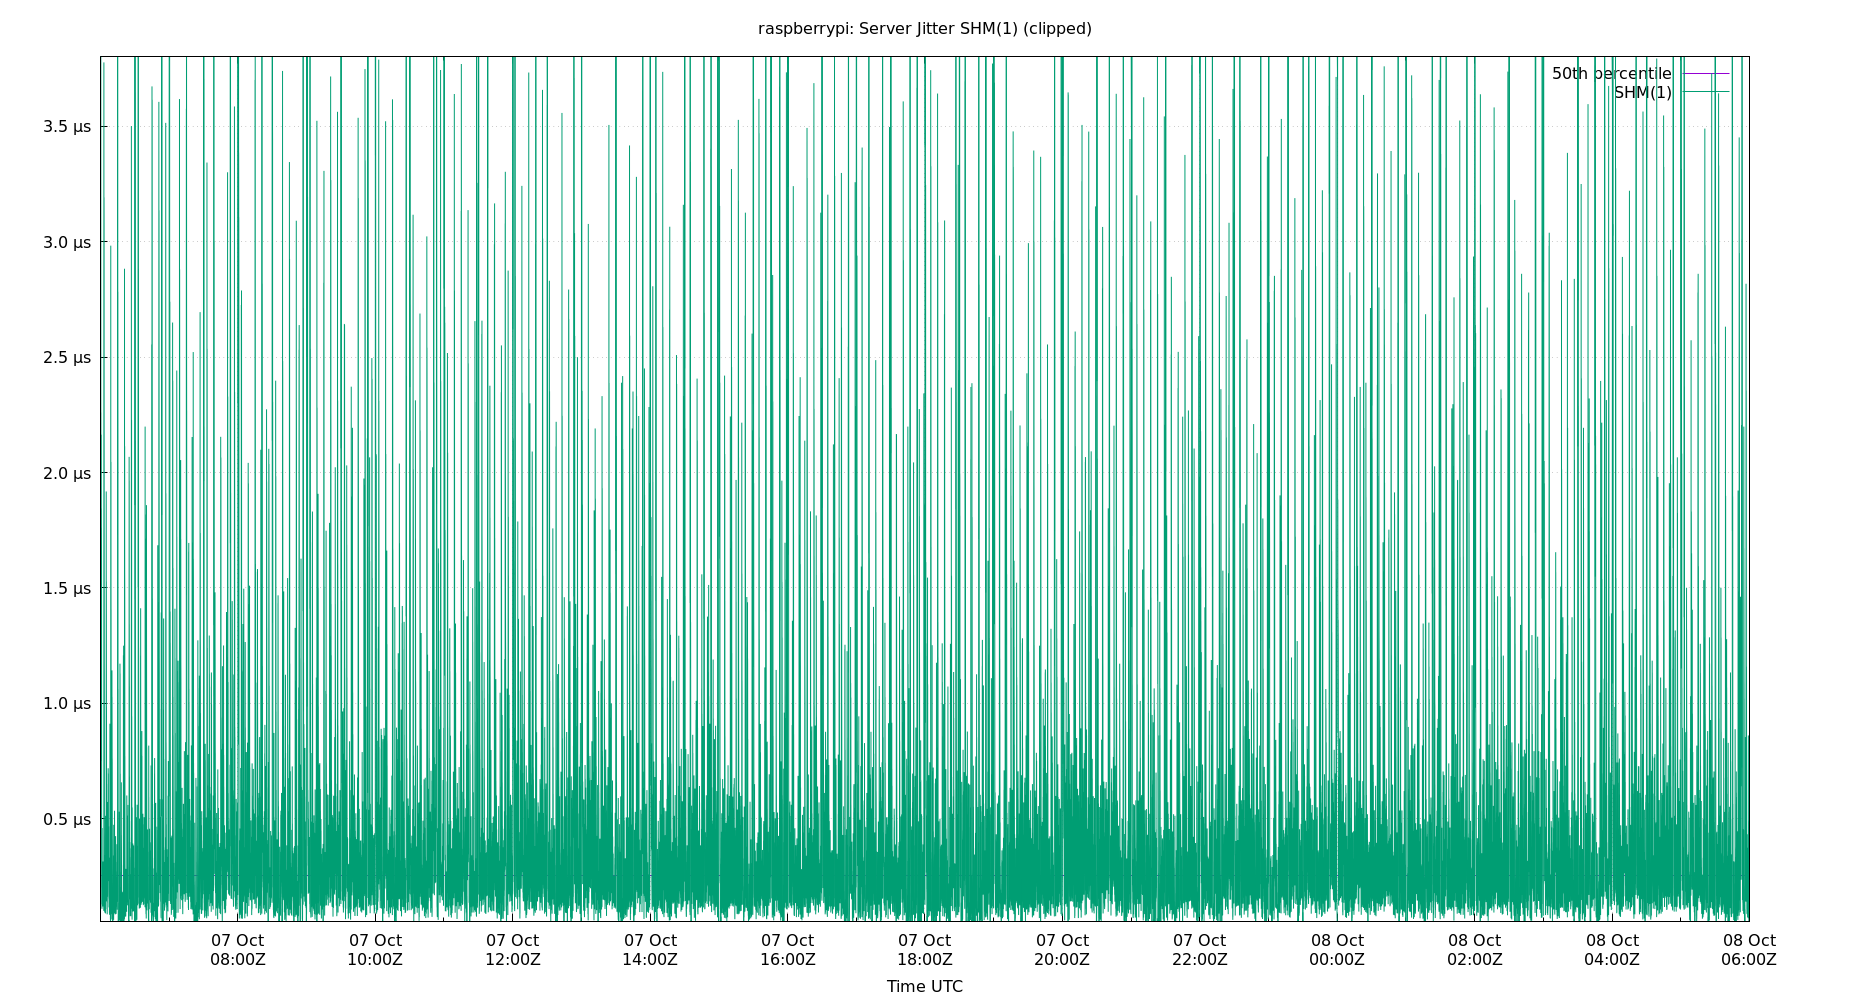 raspberrypi: Server Jitter SHM(1) (clipped)
50th percentile
SHM(1)
3.5 µs
3.0 µs
2.5 µs
2.0 µs
1.5 µs
1.0 µs
0.5 µs
07 Oct 07 Oct 07 Oct 07 Oct 07 Oct 07 Oct 07 Oct 07 Oct 08 Oct 08 Oct 08 Oct 08 Oct
08:00Z 10:00Z 12:00Z 14:00Z 16:00Z 18:00Z 20:00Z 22:00Z 00:00Z 02:00Z 04:00Z 06:00Z
Time UTC